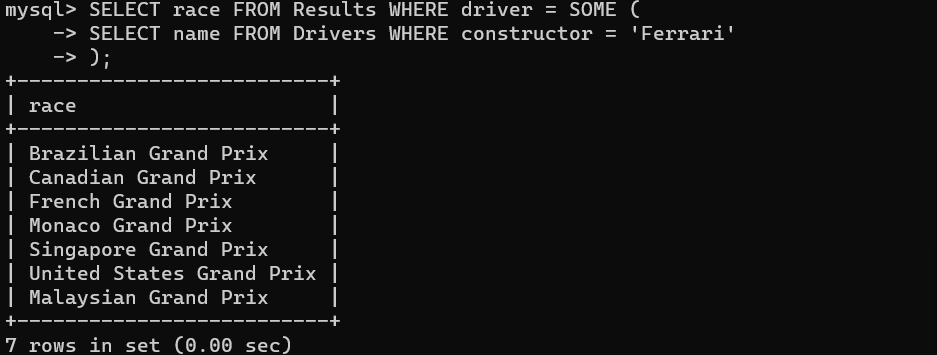 mysql> SELECT race FROM Results WHERE driver = SOME (
    -> SELECT name FROM Drivers WHERE constructor = 'Ferrari'
    -> );
+--------------------------+
| race                     |
+--------------------------+
| Brazilian Grand Prix     |
| Canadian Grand Prix      |
| French Grand Prix        |
| Monaco Grand Prix        |
| Singapore Grand Prix     |
| United States Grand Prix |
| Malaysian Grand Prix     |
+--------------------------+
7 rows in set (0.00 sec)